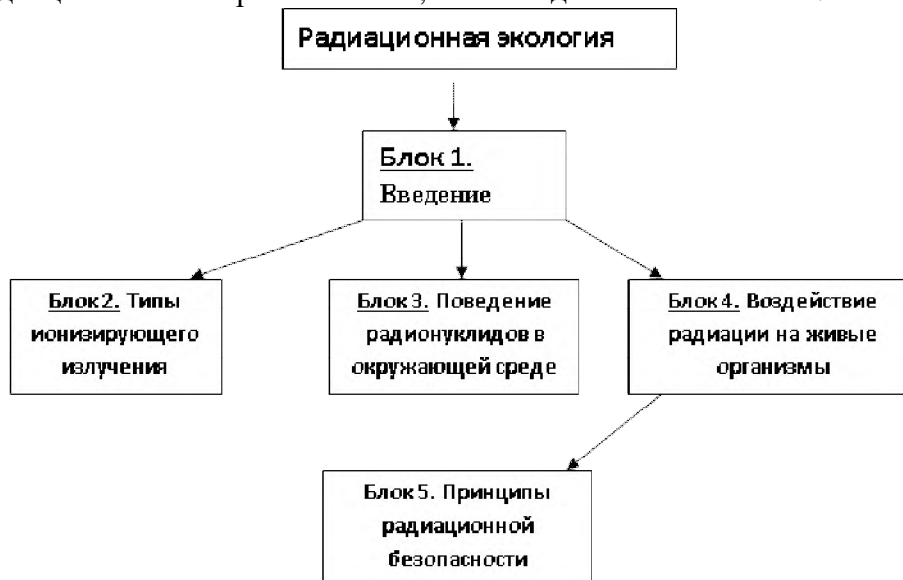 Радиационная экология
Блок 1.
Введение
Блок 2. Типы
ионизирующего
излучения
Блок 3. Поведение
радионуклидов в
окружающей среде
Блок 4. Воздействие
радиации на живые
организмы
Блок 5. Принципы
радиационной
безопасности